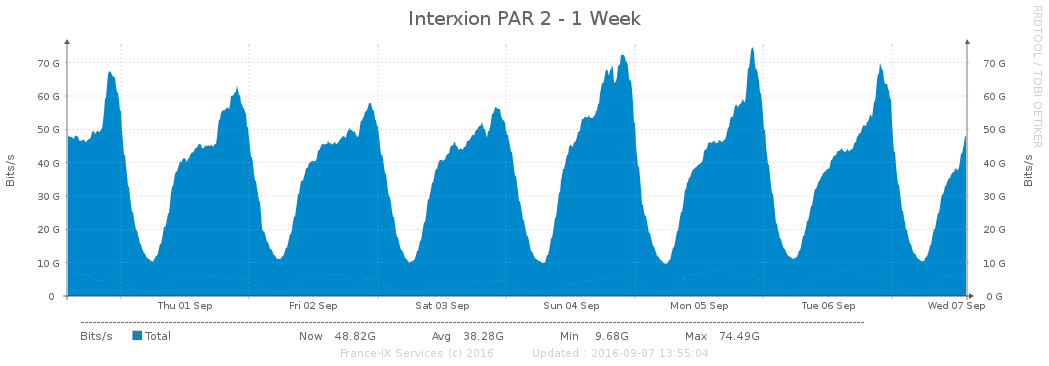 Interxion PAR 2 - 1 Week
RRDTOOL / TOBI OETIKER
Bits/s
70 G 70 G
60 G 60 G
50 G 50 G
40 G 40 G
30 G 30 G
20 G 20 G
10 G 10 G
0 0 G
Bits/s
Thu 01 Sep Fri 02 Sep Sat 03 Sep Sun 04 Sep Mon 05 Sep Tue 06 Sep Wed 07 Sep
Bits/s Total Now 48.82G Avg 38.28G Min 9.68G Max 74.49G
France-IX Services (c) 2016 Updated : 2016-09-07 13:55:04